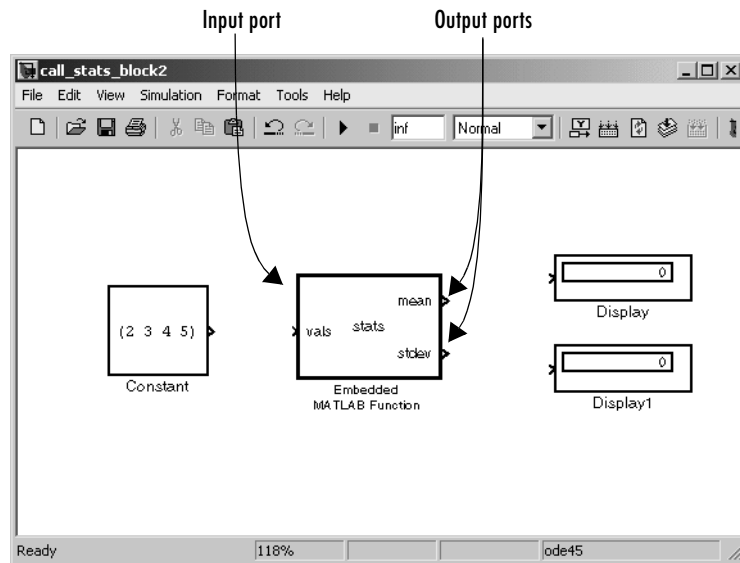 Input port
Output ports
call_stats_block2
File Edit View Simulation Format Tools Help
inf
Normal
(2 3 4 5)
Constant
vals
stats
mean
stdev
Embedded
MATLAB Function
0
Display
0
Display1
Ready
118%
ode45